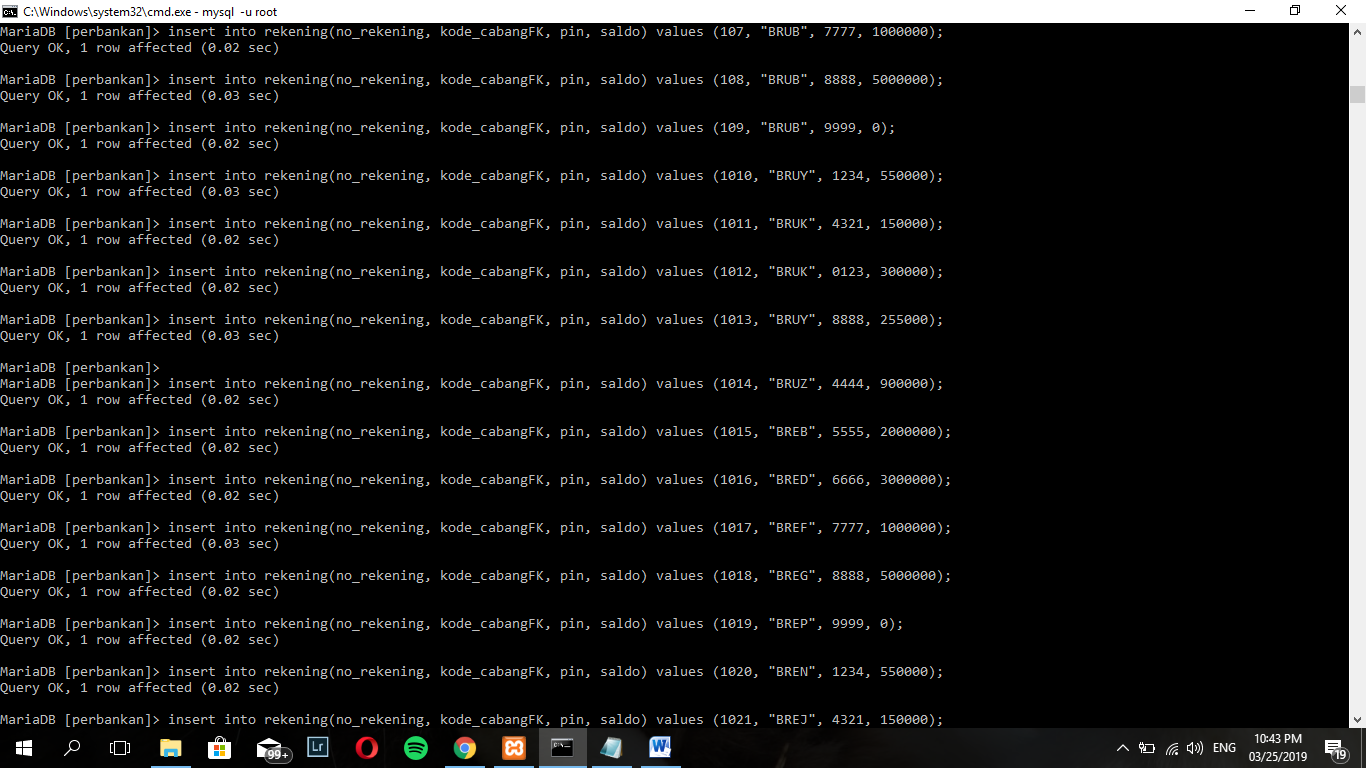 C:\Windows\system32\cmd.exe - mysql  -u root
MariaDB [perbankan]> insert into rekening(no_rekening, kode_cabangFK, pin, saldo) values (107, "BRUB", 7777, 1000000);
Query OK, 1 row affected (0.02 sec)
MariaDB [perbankan]> insert into rekening(no_rekening, kode_cabangFK, pin, saldo) values (108, "BRUB", 8888, 5000000);
Query OK, 1 row affected (0.03 sec)
MariaDB [perbankan]> insert into rekening(no_rekening, kode_cabangFK, pin, saldo) values (109, "BRUB", 9999, 0);
Query OK, 1 row affected (0.02 sec)
MariaDB [perbankan]> insert into rekening(no_rekening, kode_cabangFK, pin, saldo) values (1010, "BRUY", 1234, 550000);
Query OK, 1 row affected (0.03 sec)
MariaDB [perbankan]> insert into rekening(no_rekening, kode_cabangFK, pin, saldo) values (1011, "BRUK", 4321, 150000);
Query OK, 1 row affected (0.02 sec)
MariaDB [perbankan]> insert into rekening(no_rekening, kode_cabangFK, pin, saldo) values (1012, "BRUK", 0123, 300000);
Query OK, 1 row affected (0.02 sec)
MariaDB [perbankan]> insert into rekening(no_rekening, kode_cabangFK, pin, saldo) values (1013, "BRUY", 8888, 255000);
Query OK, 1 row affected (0.03 sec)
MariaDB [perbankan]>
MariaDB [perbankan]> insert into rekening(no_rekening, kode_cabangFK, pin, saldo) values (1014, "BRUZ", 4444, 900000);
Query OK, 1 row affected (0.02 sec)
MariaDB [perbankan]> insert into rekening(no_rekening, kode_cabangFK, pin, saldo) values (1015, "BREB", 5555, 2000000);
Query OK, 1 row affected (0.02 sec)
MariaDB [perbankan]> insert into rekening(no_rekening, kode_cabangFK, pin, saldo) values (1016, "BRED", 6666, 3000000);
Query OK, 1 row affected (0.02 sec)
MariaDB [perbankan]> insert into rekening(no_rekening, kode_cabangFK, pin, saldo) values (1017, "BREF", 7777, 1000000);
Query OK, 1 row affected (0.03 sec)
MariaDB [perbankan]> insert into rekening(no_rekening, kode_cabangFK, pin, saldo) values (1018, "BREG", 8888, 5000000);
Query OK, 1 row affected (0.02 sec)
MariaDB [perbankan]> insert into rekening(no_rekening, kode_cabangFK, pin, saldo) values (1019, "BREP", 9999, 0);
Query OK, 1 row affected (0.02 sec)
MariaDB [perbankan]> insert into rekening(no_rekening, kode_cabangFK, pin, saldo) values (1020, "BREN", 1234, 550000);
Query OK, 1 row affected (0.02 sec)
MariaDB [perbankan]> insert into rekening(no_rekening, kode_cabangFK, pin, saldo) values (1021, "BREJ", 4321, 150000);
99+
Lr
ENG
10:43 PM
03/25/2019
19